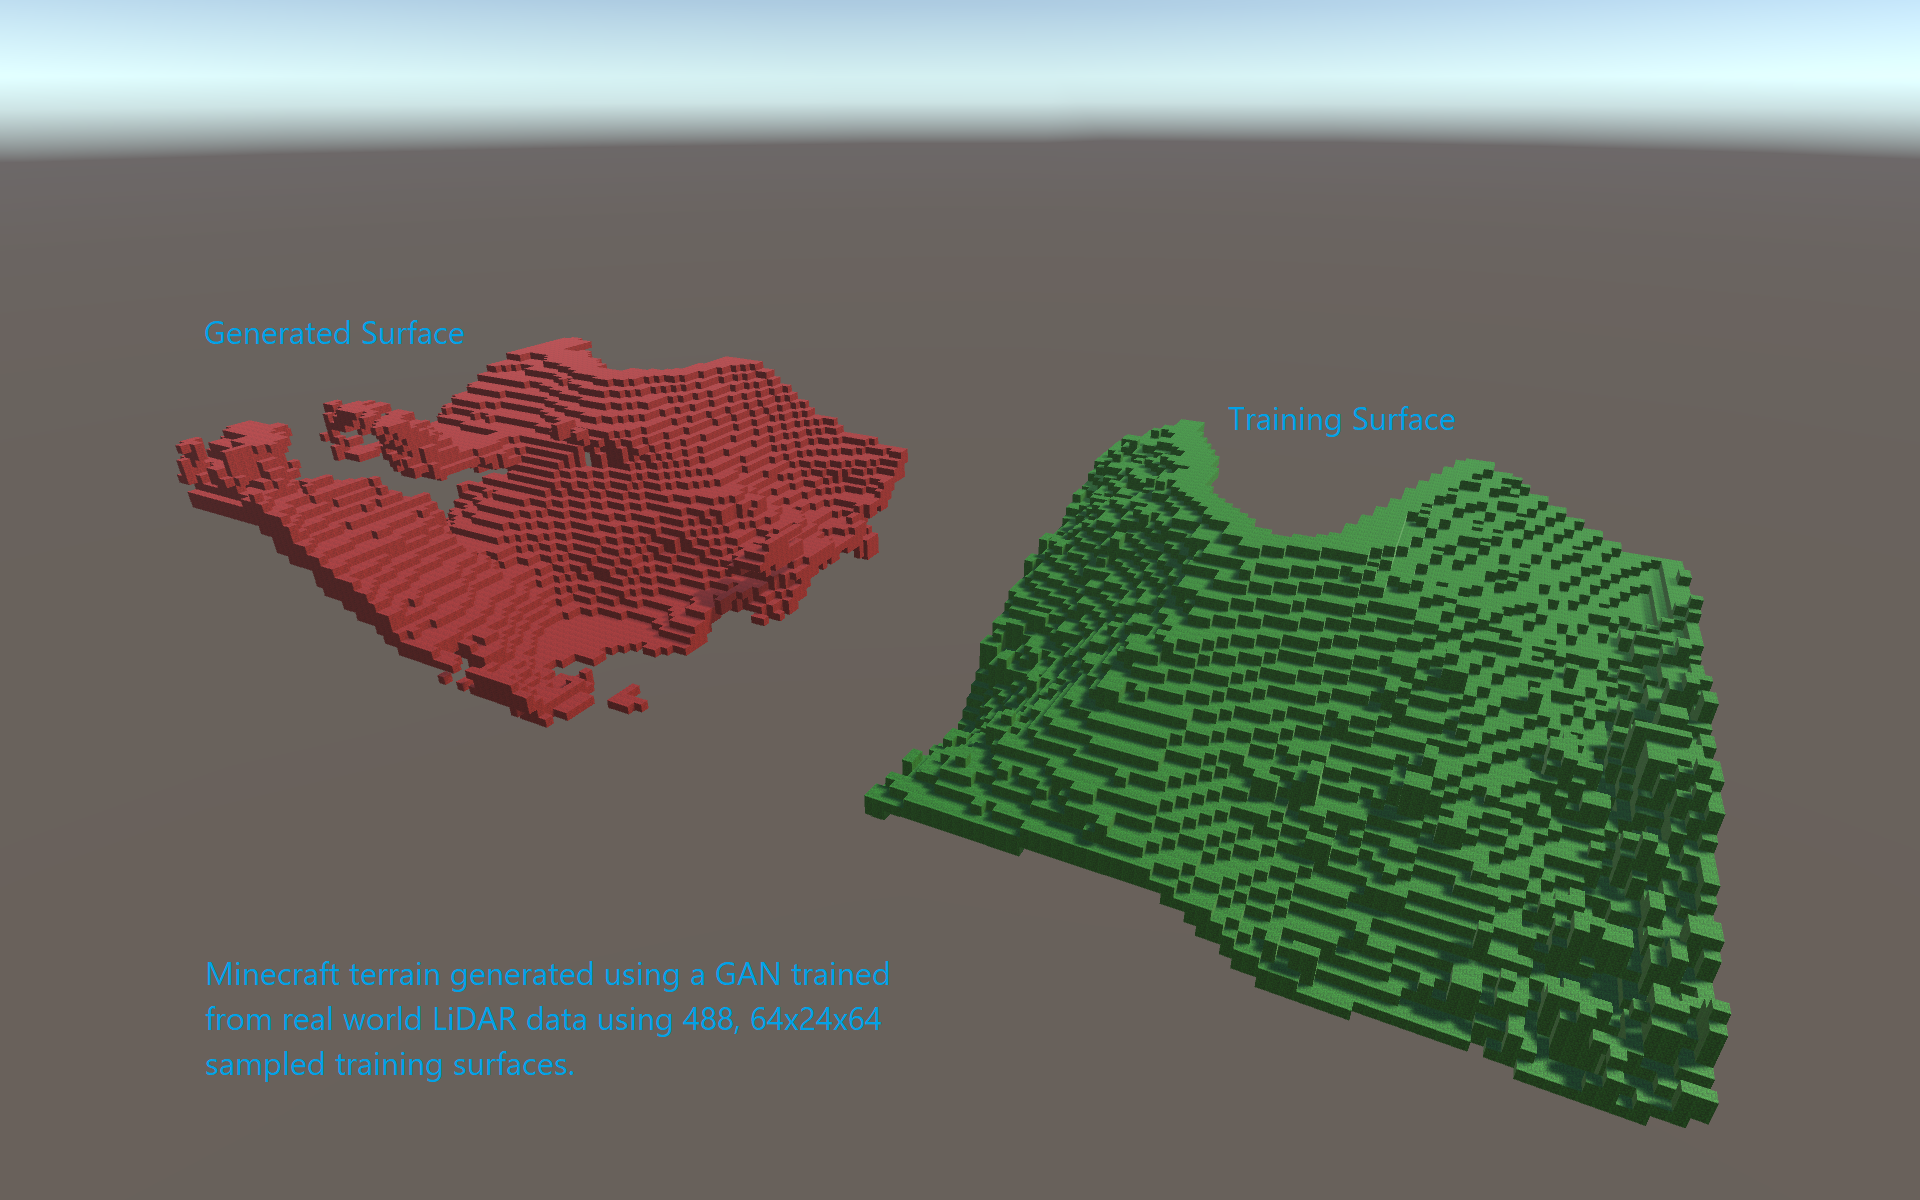 Generated Surface
Training Surface
Minecraft terrain generated using a GAN trained
from real world LiDAR data using 488, 64x24x64
sampled training surfaces.